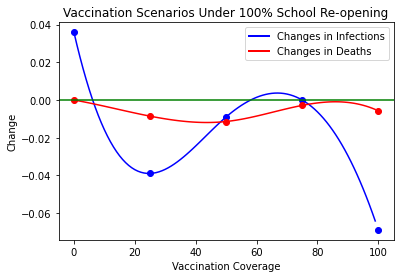 Vaccination Scenarios Under 100% School Re-opening
Changes in Infections
Changes in Deaths
0.04
0.02
0.00
−0.02
−0.04
−0.06
Change
0
20
40
60
80
100
Vaccination Coverage